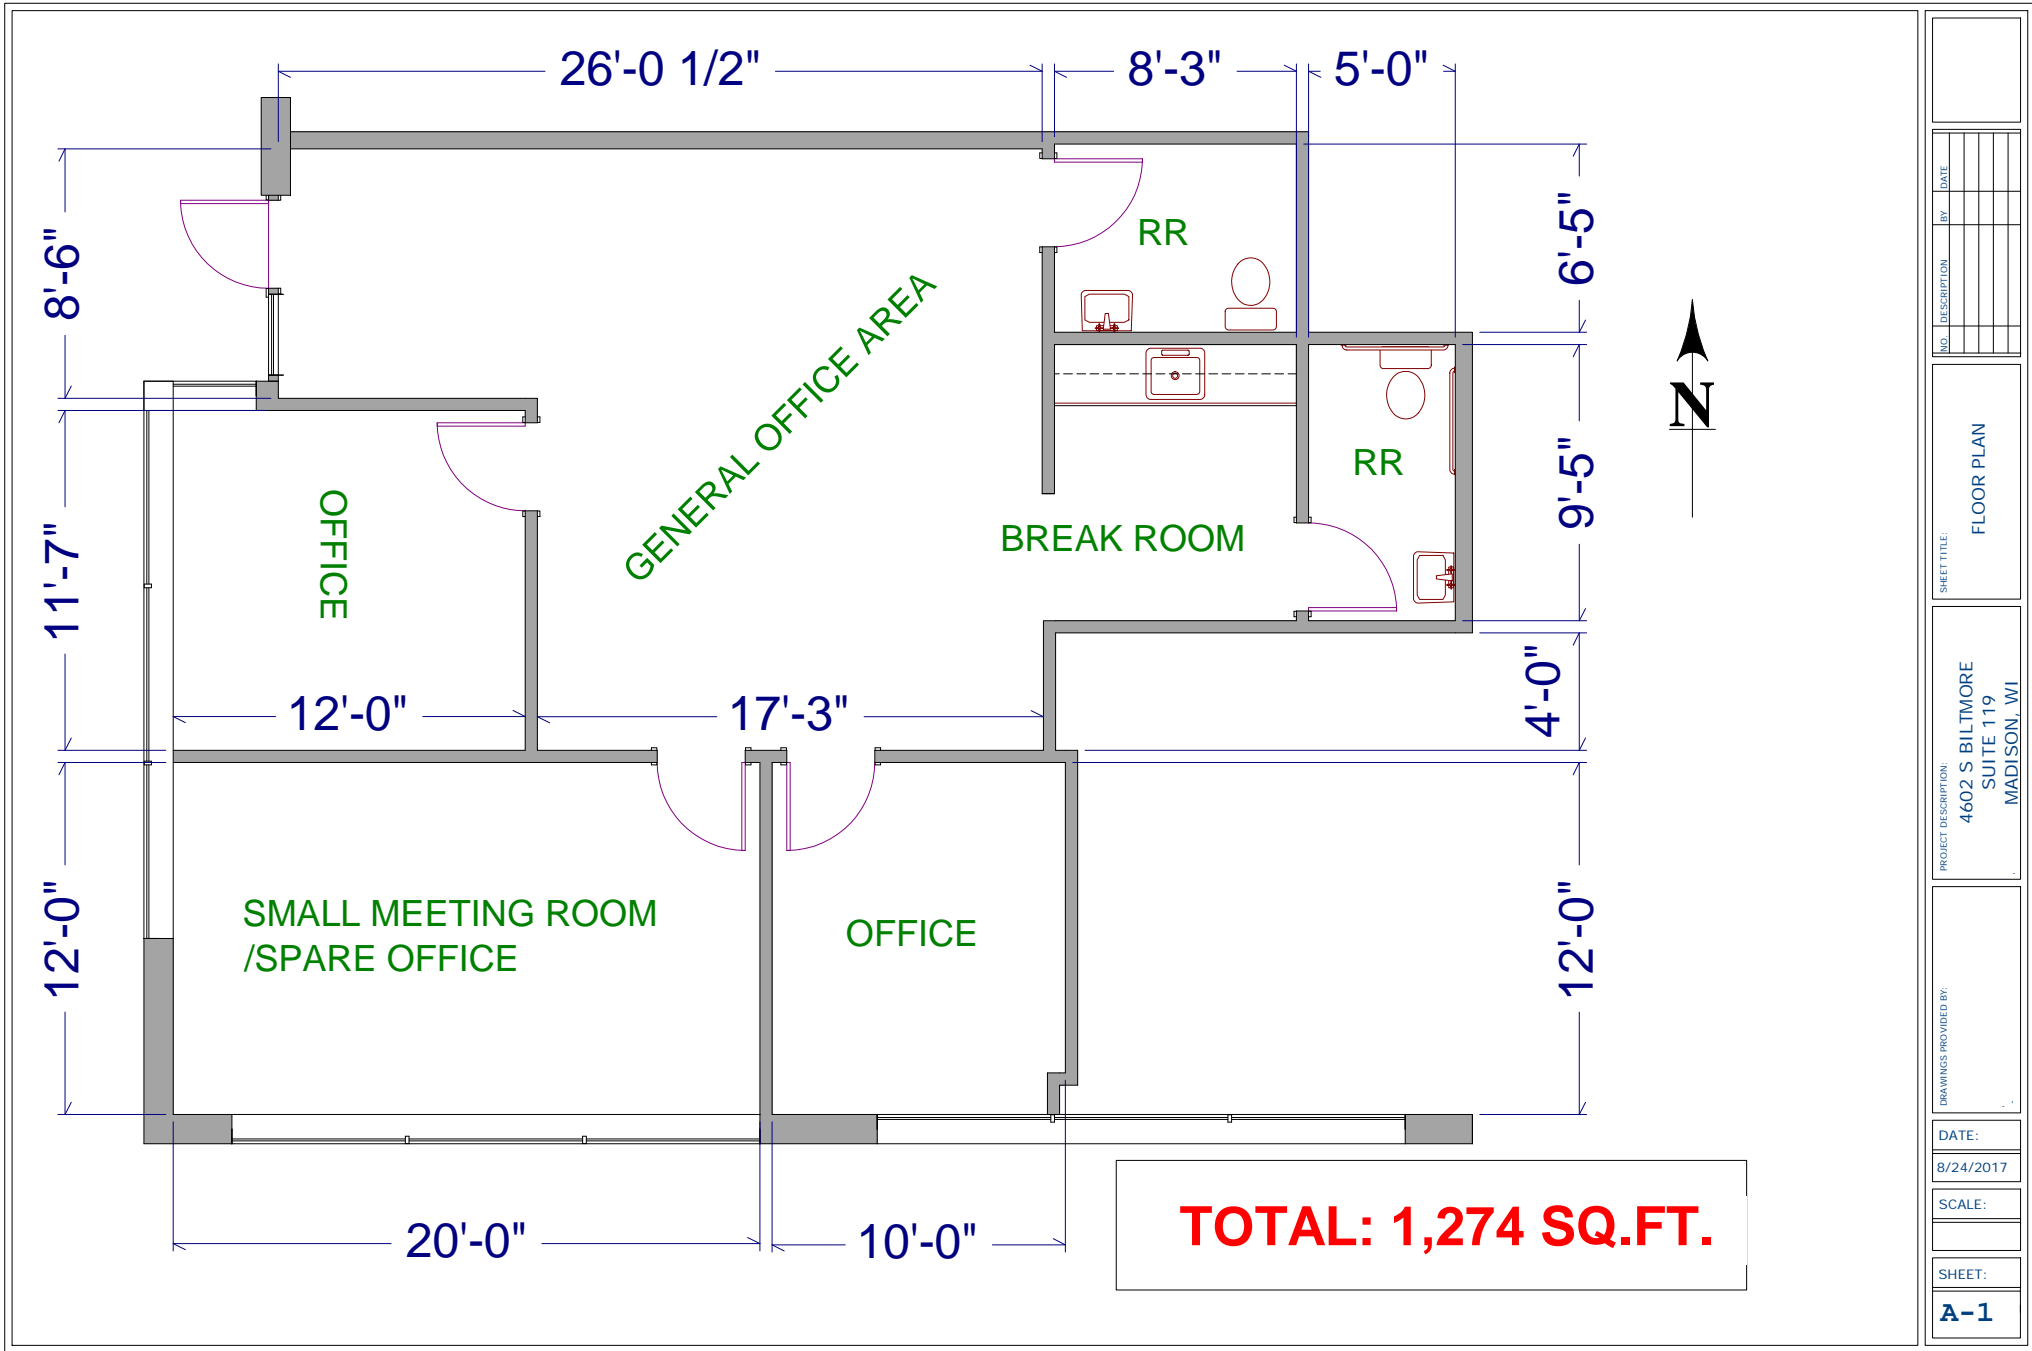 26'-0 1/2"
8'-3"
5'-0"
8'-6"
11'-7"
12'-0"
6'-5"
9'-5"
4'-0"
12'-0"
RR
GENERAL OFFICE AREA
OFFICE
RR
BREAK ROOM
12'-0"
17'-3"
SMALL MEETING ROOM
/SPARE OFFICE
OFFICE
20'-0"
10'-0"
TOTAL: 1,274 SQ.FT.
N
NO.
DESCRIPTION
BY
DATE
SHEET TITLE:
FLOOR PLAN
PROJECT DESCRIPTION:
4602 S BILTMORE
SUITE 119
MADISON, WI
DRAWINGS PROVIDED BY:
DATE:
8/24/2017
SCALE:
SHEET:
A-1